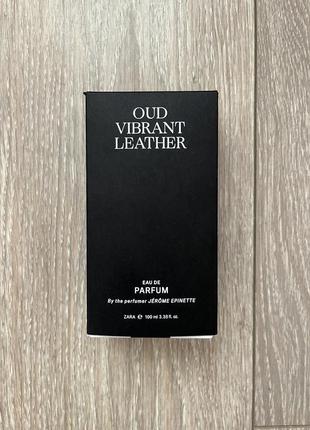 OUD
VIBRANT
LEATHER
EAU DE
PARFUM
By the perfumer JÉRÔME EPINETTE
ZARA ℮ 100 ml 3.38 fl. oz.